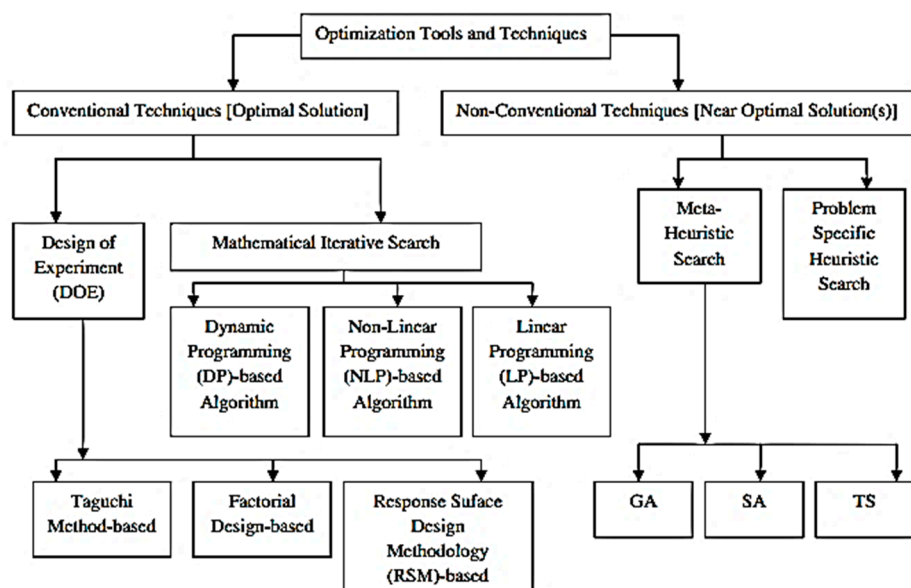 Optimization Tools and Techniques
Conventional Techniques [Optimal Solution]
Non-Conventional Techniques [Near Optimal Solution(s)]
Design of
Experiment
(DOE)
Mathematical Iterative Search
Meta-
Heuristic
Search
Problem
Specific
Heuristic
Search
Dynamic
Programming
(DP)-based
Algorithm
Non-Linear
Programming
(NLP)-based
Algorithm
Linear
Programming
(LP)-based
Algorithm
Taguchi
Method-based
Factorial
Design-based
Response Suface
Design
Methodology
(RSM)-based
GA
SA
TS